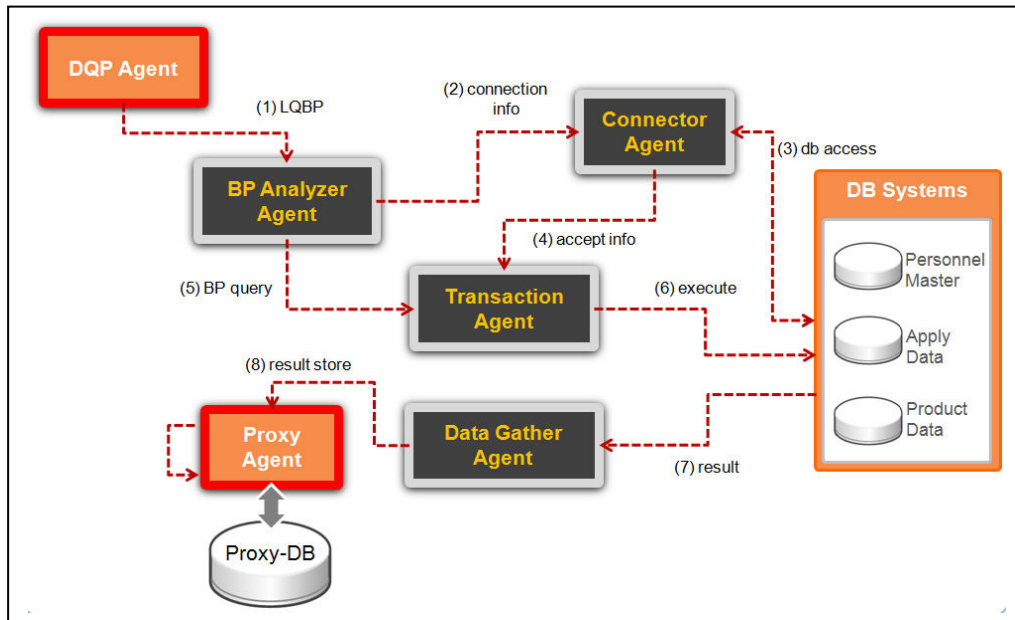 DQP Agent
(1) LQBP
(2) connection
info
Connector
Agent
(3) db access
BP Analyzer
Agent
DB Systems
(4) accept info
Personnel
Master
(5) BP query
Transaction
Agent
(6) execute
Apply
Data
(8) result store
Product
Data
Proxy
Agent
Data Gather
Agent
(7) result
Proxy-DB